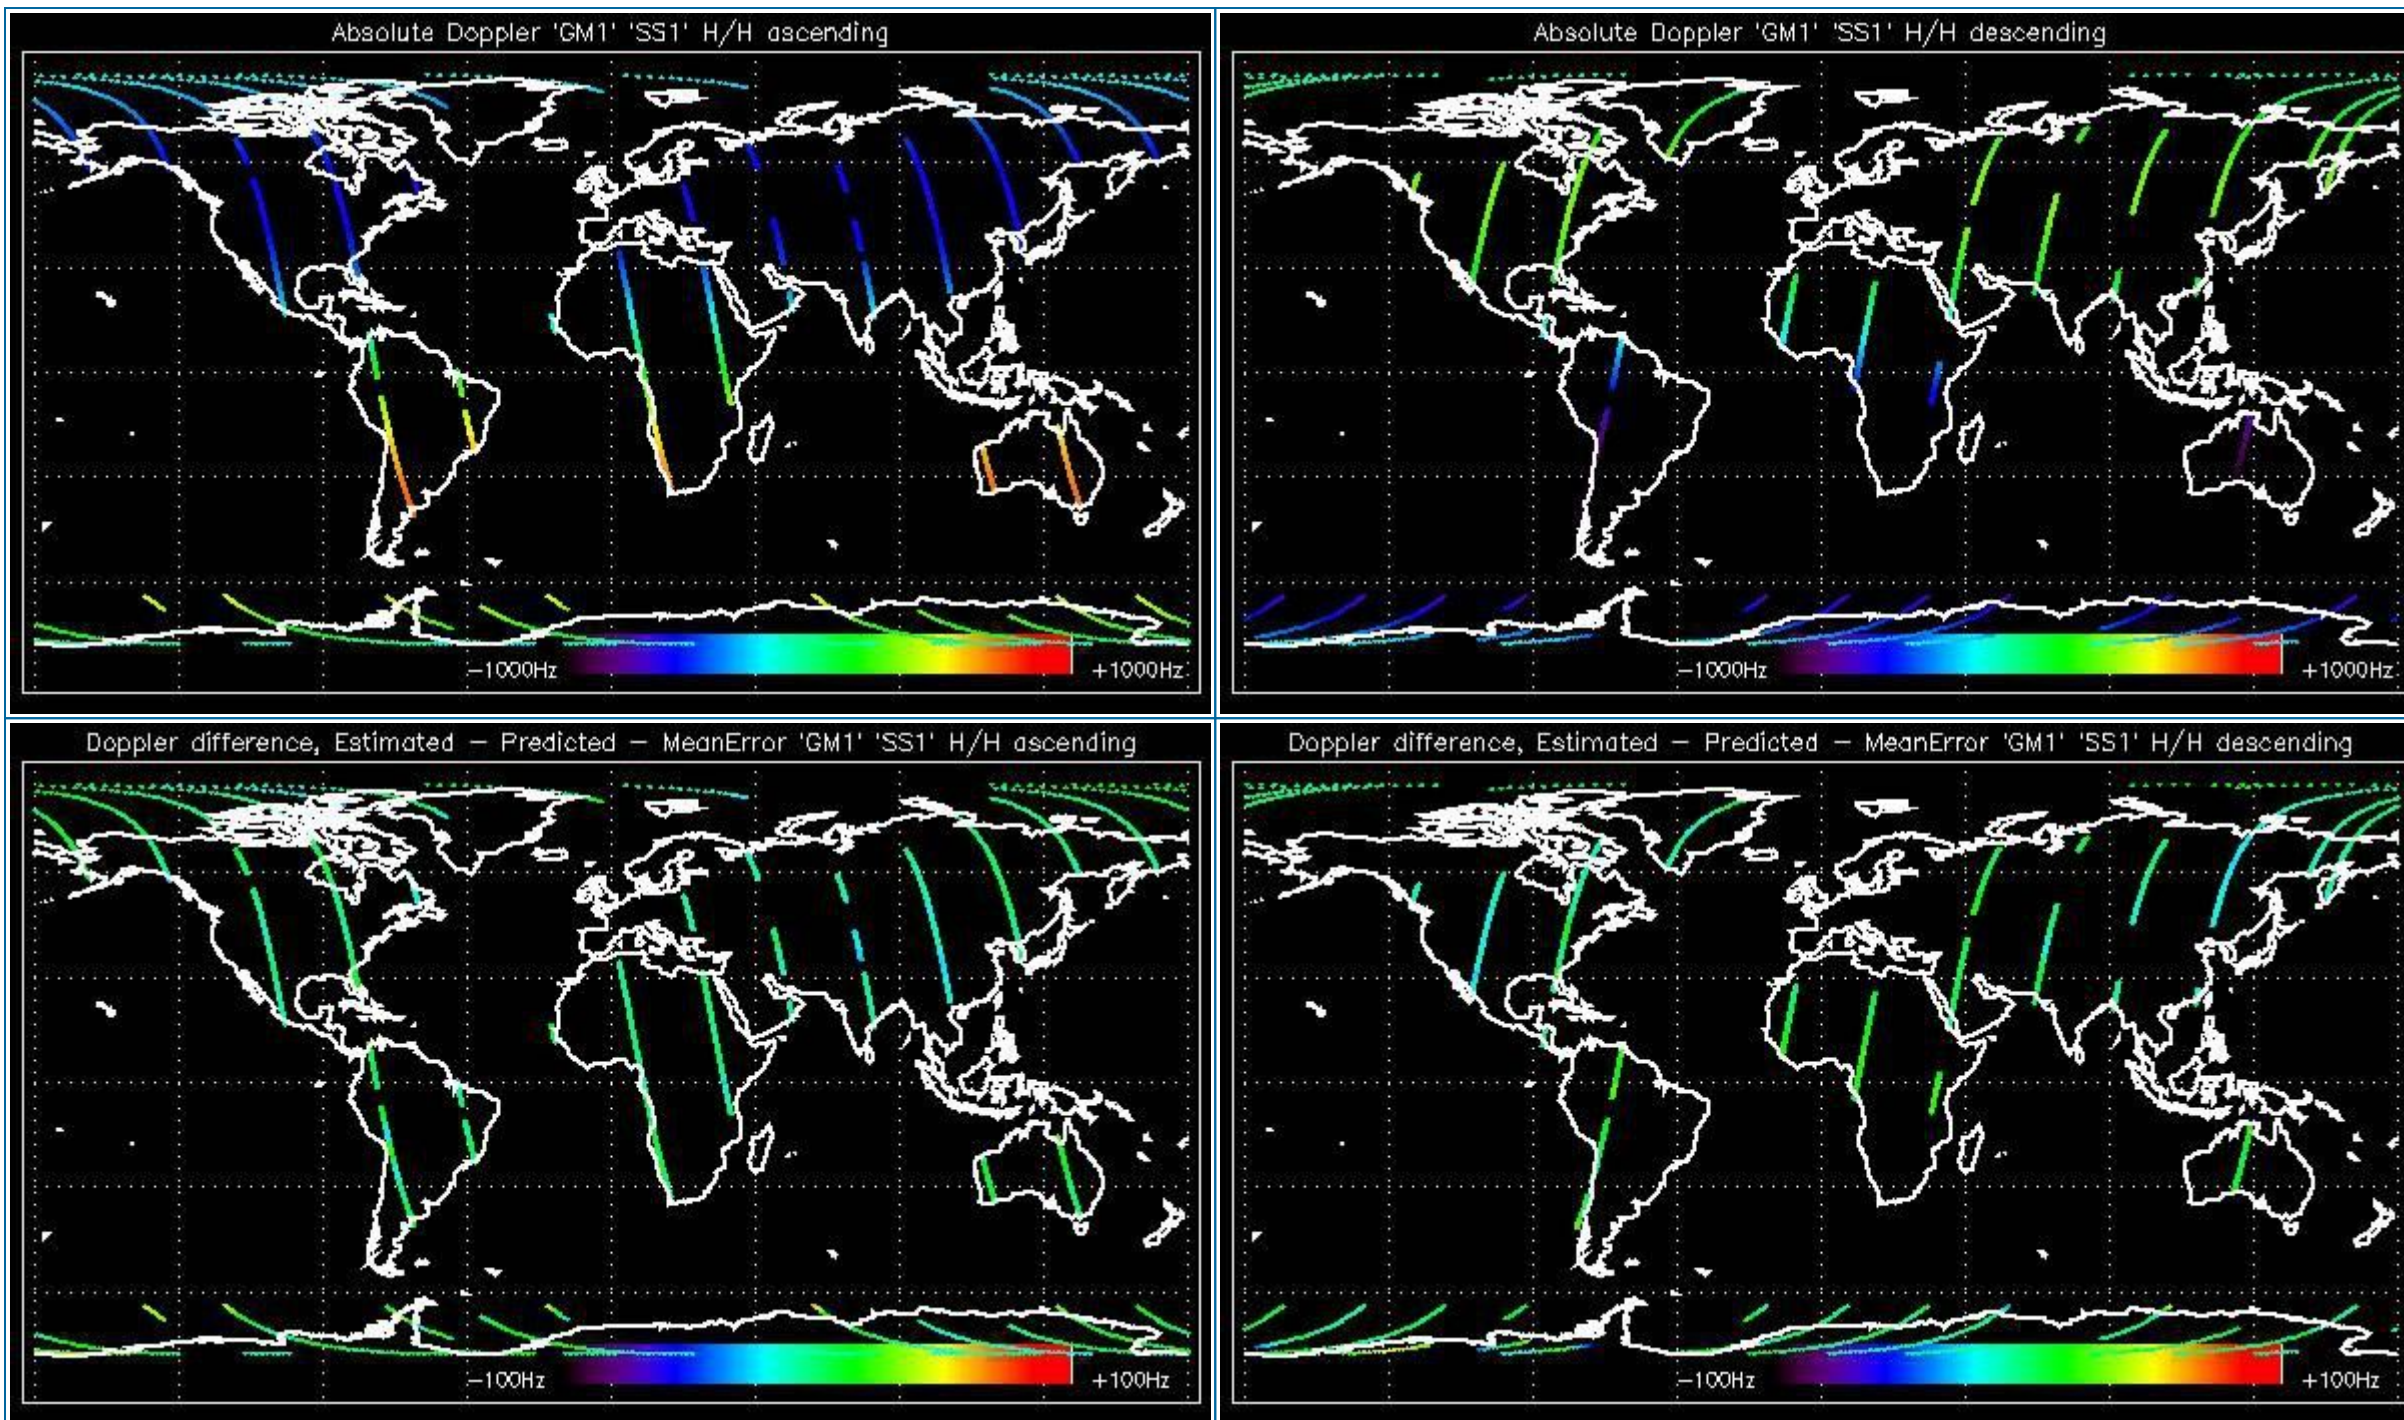 Absolute Doppler 'GM1' 'SS1' H/H ascending
-1000Hz
+1000Hz
Absolute Doppler 'GM1' 'SS1' H/H descending
-1000Hz
+1000Hz
Doppler difference, Estimated - Predicted - MeanError 'GM1' 'SS1' H/H ascending
-100Hz
+100Hz
Doppler difference, Estimated - Predicted - MeanError 'GM1' 'SS1' H/H descending
-100Hz
+100Hz